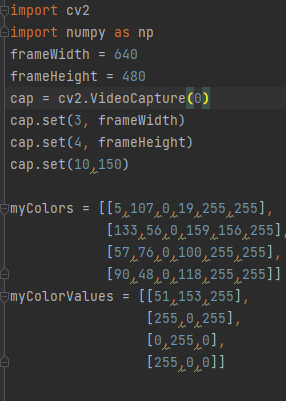 import cv2
import numpy as np
frameWidth = 640
frameHeight = 480
cap = cv2.VideoCapture(0)
cap.set(3, frameWidth)
cap.set(4, frameHeight)
cap.set(10,150)
myColors = [[5,107,0,19,255,255],
[133,56,0,159,156,255],
[57,76,0,100,255,255],
[90,48,0,118,255,255]]
myColorValues = [[51,153,255],
[255,0,255],
[0,255,0],
[255,0,0]]